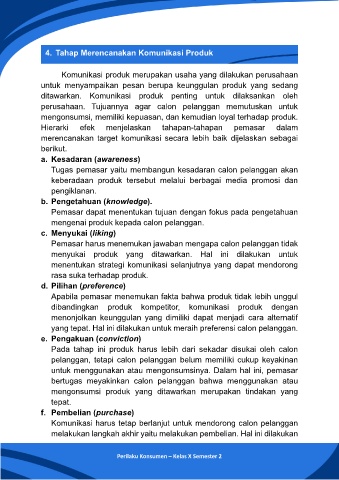 4. Tahap Merencanakan Komunikasi Produk
Komunikasi produk merupakan usaha yang dilakukan perusahaan
untuk menyampaikan pesan berupa keunggulan produk yang sedang
ditawarkan. Komunikasi produk penting untuk dilaksankan oleh
perusahaan. Tujuannya agar calon pelanggan memutuskan untuk
mengonsumsi, memiliki kepuasan, dan kemudian loyal terhadap produk.
Hierarki efek menjelaskan tahapan-tahapan pemasar dalam
merencanakan target komunikasi secara lebih baik dijelaskan sebagai
berikut.
a. Kesadaran (awareness)
Tugas pemasar yaitu membangun kesadaran calon pelanggan akan
keberadaan produk tersebut melalui berbagai media promosi dan
pengiklanan.
b. Pengetahuan (knowledge).
Pemasar dapat menentukan tujuan dengan fokus pada pengetahuan
mengenai produk kepada calon pelanggan.
c. Menyukai (liking)
Pemasar harus menemukan jawaban mengapa calon pelanggan tidak
menyukai produk yang ditawarkan. Hal ini dilakukan untuk
menentukan strategi komunikasi selanjutnya yang dapat mendorong
rasa suka terhadap produk.
d. Pilihan (preference)
Apabila pemasar menemukan fakta bahwa produk tidak lebih unggul
dibandingkan produk kompetitor, komunikasi produk dengan
menonjolkan keunggulan yang dimiliki dapat menjadi cara alternatif
yang tepat. Hal ini dilakukan untuk meraih preferensi calon pelanggan.
e. Pengakuan (conviction)
Pada tahap ini produk harus lebih dari sekadar disukai oleh calon
pelanggan, tetapi calon pelanggan belum memiliki cukup keyakinan
untuk menggunakan atau mengonsumsinya. Dalam hal ini, pemasar
bertugas meyakinkan calon pelanggan bahwa menggunakan atau
mengonsumsi produk yang ditawarkan merupakan tindakan yang
tepat.
f. Pembelian (purchase)
Komunikasi harus tetap berlanjut untuk mendorong calon pelanggan
melakukan langkah akhir yaitu melakukan pembelian. Hal ini dilakukan
Perilaku Konsumen – Kelas X Semester 2